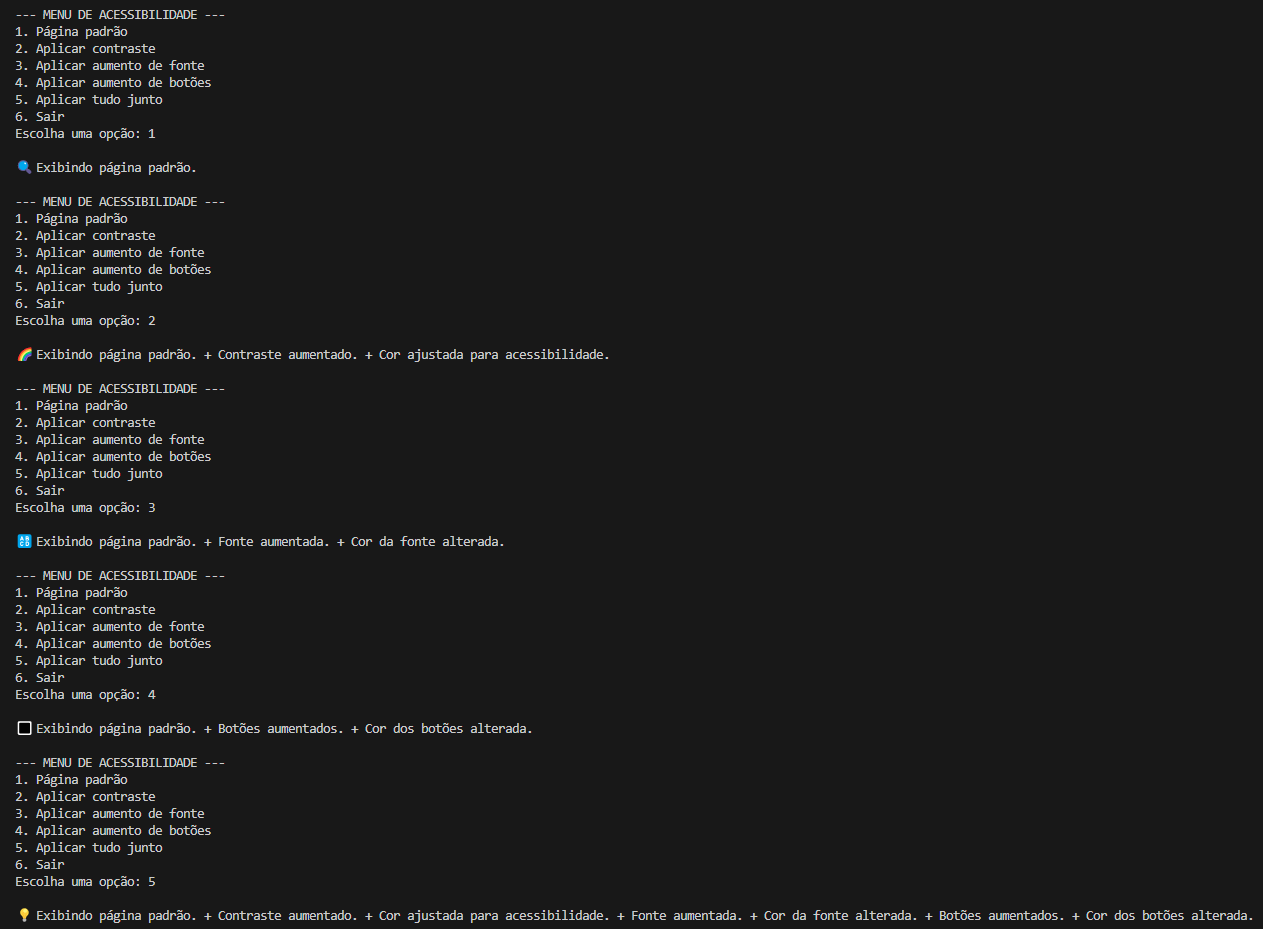 --- MENU DE ACESSIBILIDADE ---
1. Página padrão
2. Aplicar contraste
3. Aplicar aumento de fonte
4. Aplicar aumento de botões
5. Aplicar tudo junto
6. Sair
Escolha uma opção: 1
🔍 Exibindo página padrão.
--- MENU DE ACESSIBILIDADE ---
1. Página padrão
2. Aplicar contraste
3. Aplicar aumento de fonte
4. Aplicar aumento de botões
5. Aplicar tudo junto
6. Sair
Escolha uma opção: 2
🌈 Exibindo página padrão. + Contraste aumentado. + Cor ajustada para acessibilidade.
--- MENU DE ACESSIBILIDADE ---
1. Página padrão
2. Aplicar contraste
3. Aplicar aumento de fonte
4. Aplicar aumento de botões
5. Aplicar tudo junto
6. Sair
Escolha uma opção: 3
🔠 Exibindo página padrão. + Fonte aumentada. + Cor da fonte alterada.
--- MENU DE ACESSIBILIDADE ---
1. Página padrão
2. Aplicar contraste
3. Aplicar aumento de fonte
4. Aplicar aumento de botões
5. Aplicar tudo junto
6. Sair
Escolha uma opção: 4
🔲 Exibindo página padrão. + Botões aumentados. + Cor dos botões alterada.
--- MENU DE ACESSIBILIDADE ---
1. Página padrão
2. Aplicar contraste
3. Aplicar aumento de fonte
4. Aplicar aumento de botões
5. Aplicar tudo junto
6. Sair
Escolha uma opção: 5
💡 Exibindo página padrão. + Contraste aumentado. + Cor ajustada para acessibilidade. + Fonte aumentada. + Cor da fonte alterada. + Botões aumentados. + Cor dos botões alterada.